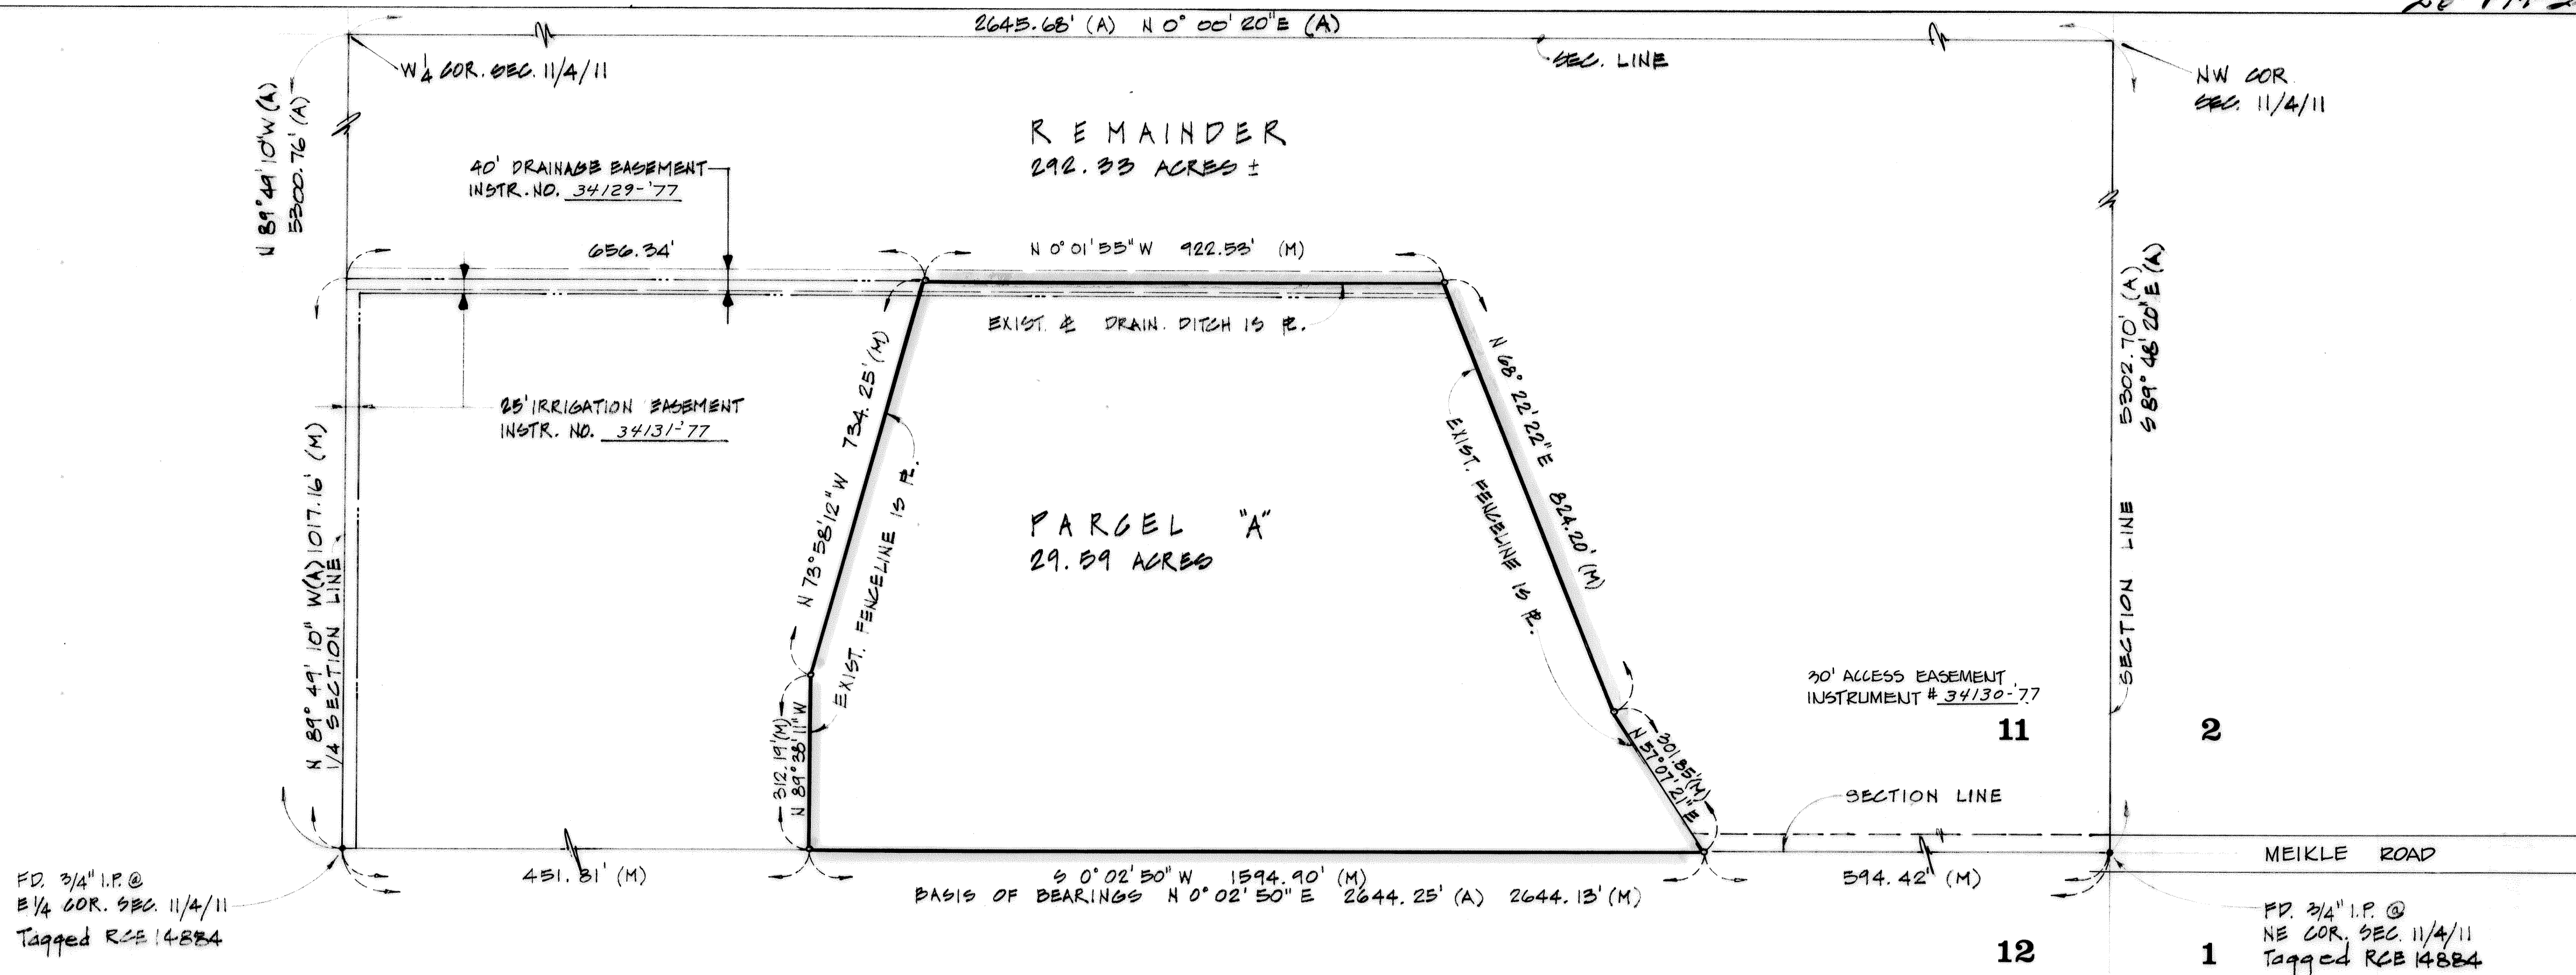 2645.68' (A) N 0° 00' 20"E (A)
W ¼ COR. SEC. 11/4/11
SEC. LINE
NW COR
SEC. 11/4/11
N 89° 49' 10"W (A)
5300.76' (A)
REMAINDER
292.33 ACRES ±
40' DRAINAGE EASEMENT
INSTR. NO. 34129-'77
656.34'
N 0° 01' 55" W 922.53' (M)
EXIST. ℄ DRAIN. DITCH IS ⅊.
25' IRRIGATION EASEMENT
INSTR. NO. 34131-'77
N 73° 58' 12" W 734.25' (M)
EXIST. FENCELINE IS ⅊.
N 68° 22' 22" E 824.20' (M)
EXIST. FENCELINE IS ⅊.
5302.70' (A)
S 89° 48' 20" E (A)
SECTION LINE
PARCEL "A"
29.59 ACRES
N 89° 49' 10" W(A) 1017.16' (M)
1/4 SECTION LINE
312.19' (M)
N 89° 38' 11" W
301.85' (M)
N 57° 07' 21" E
30' ACCESS EASEMENT
INSTRUMENT # 34130-'77
11
2
SECTION LINE
MEIKLE ROAD
451.81' (M)
S 0° 02' 50" W 1594.90' (M)
594.42' (M)
BASIS OF BEARINGS N 0° 02' 50" E 2644.25' (A) 2644.13' (M)
FD. 3/4" I.P. @
E 1/4 COR. SEC. 11/4/11
Tagged RCE 14884
FD. 3/4" I.P. @
NE COR. SEC. 11/4/11
Tagged RCE 14884
12
1